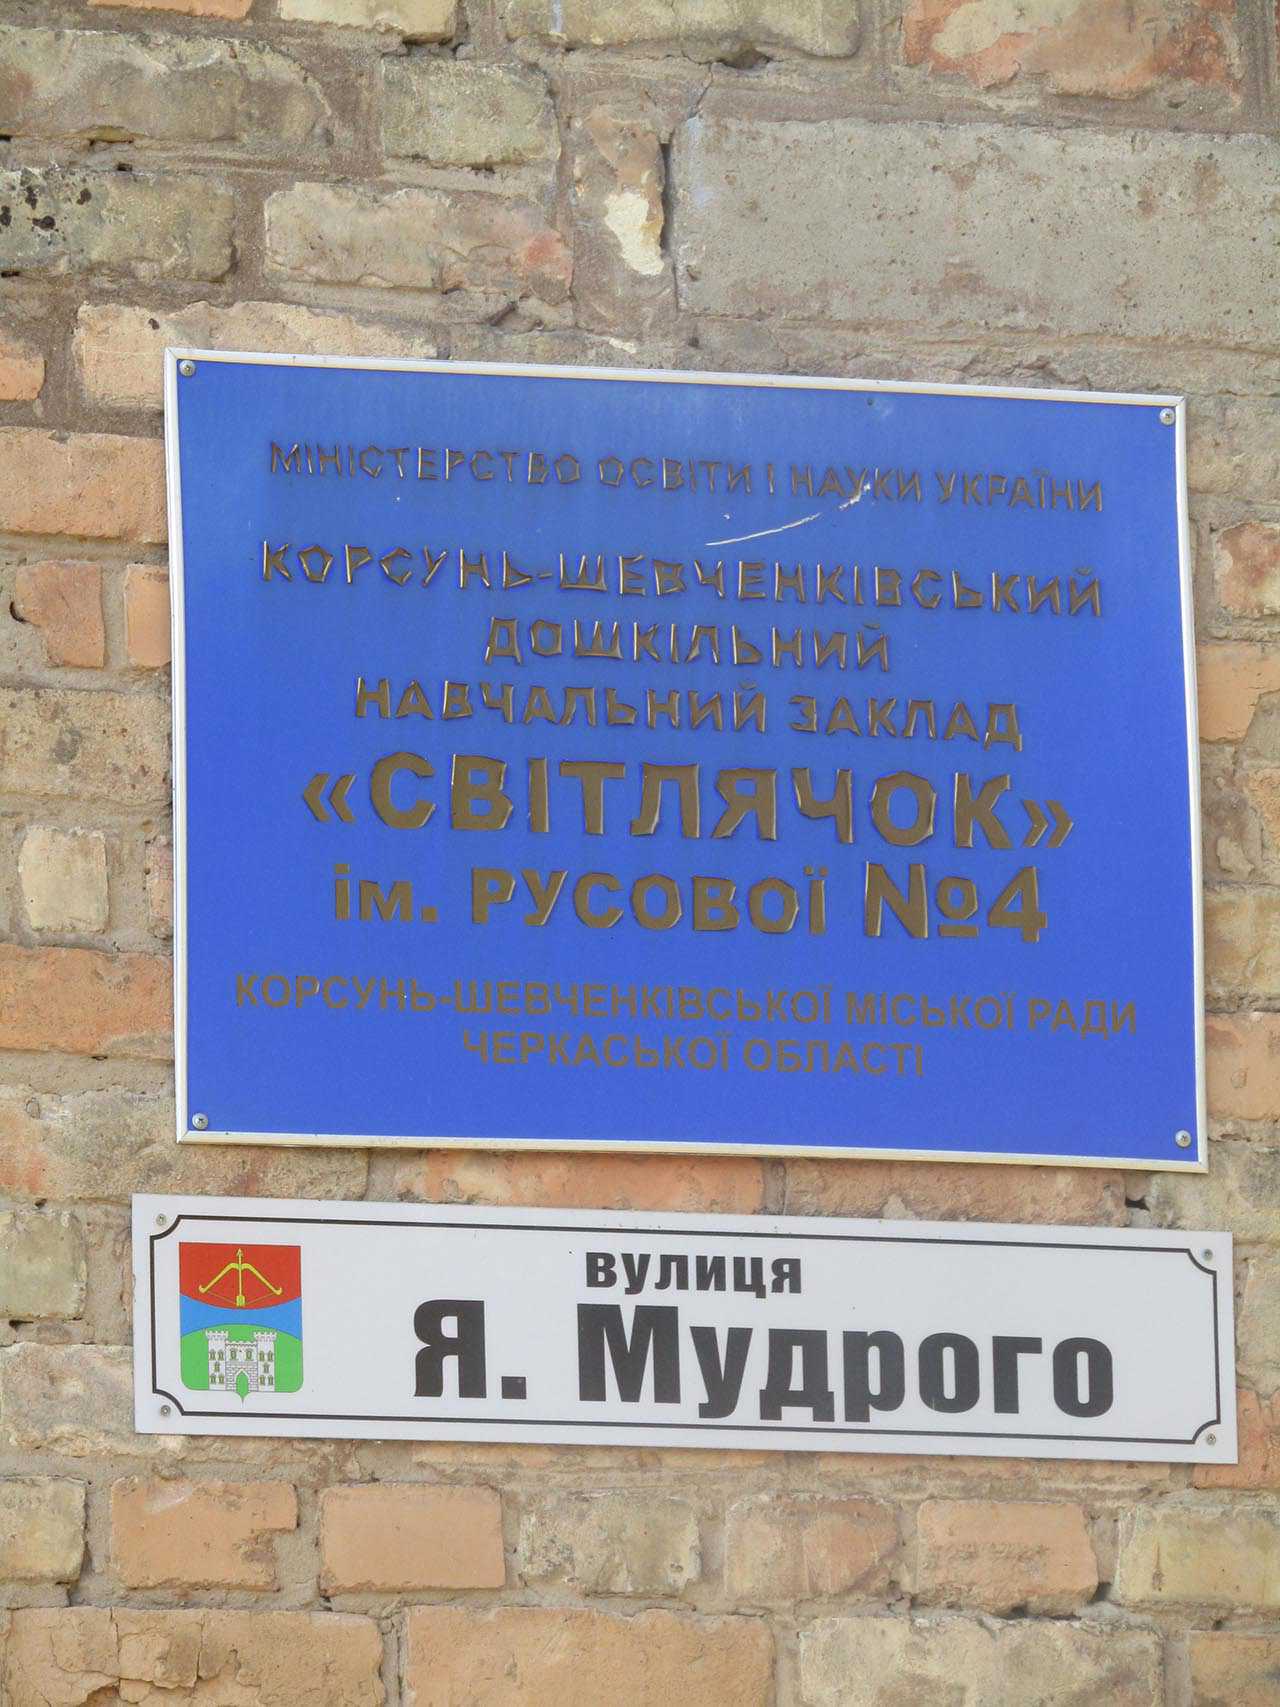 МІНІСТЕРСТВО ОСВІТИ І НАУКИ УКРАЇНИ
КОРСУНЬ-ШЕВЧЕНКІВСЬКИЙ
ДОШКІЛЬНИЙ
НАВЧАЛЬНИЙ ЗАКЛАД
«СВІТЛЯЧОК»
ім. РУСОВОЇ №4
КОРСУНЬ-ШЕВЧЕНКІВСЬКОЇ МІСЬКОЇ РАДИ
ЧЕРКАСЬКОЇ ОБЛАСТІ
вулиця
Я. Мудрого